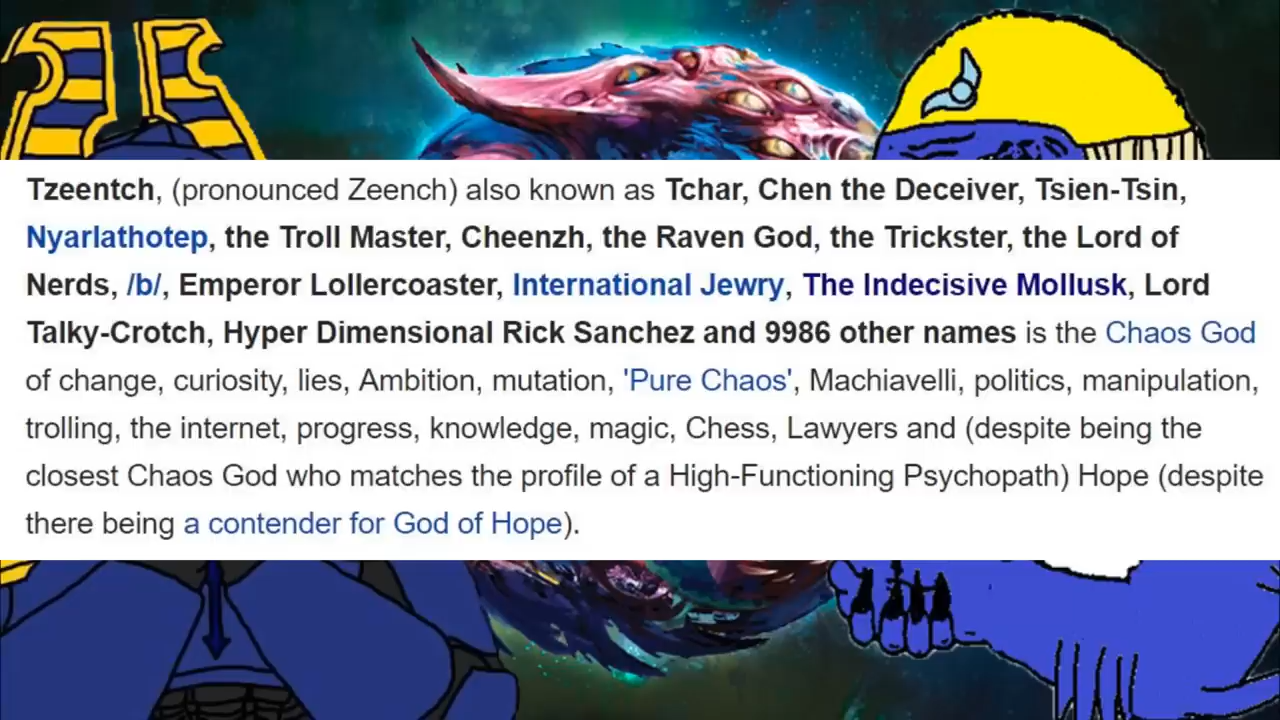 Tzeentch, (pronounced Zeench) also known as Tchar, Chen the Deceiver, Tsien-Tsin,
Nyarlathotep, the Troll Master, Cheenzh, the Raven God, the Trickster, the Lord of
Nerds, /b/, Emperor Lollercoaster, International Jewry, The Indecisive Mollusk, Lord
Talky-Crotch, Hyper Dimensional Rick Sanchez and 9986 other names is the Chaos God
of change, curiosity, lies, Ambition, mutation, 'Pure Chaos', Machiavelli, politics, manipulation,
trolling, the internet, progress, knowledge, magic, Chess, Lawyers and (despite being the
closest Chaos God who matches the profile of a High-Functioning Psychopath) Hope (despite
there being a contender for God of Hope).